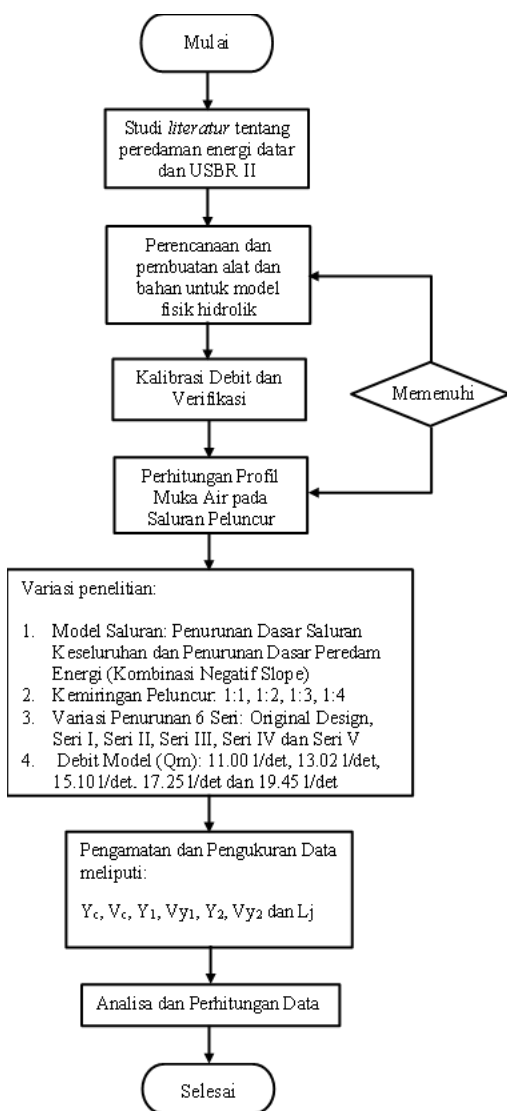 Mulai
Studi literatur tentang
peredaman energi datar
dan USBR II
Perencanaan dan
pembuatan alat dan
bahan untuk model
fisik hidrolik
Kalibrasi Debit dan
Verifikasi
Memenuhi
Perhitungan Profil
Muka Air pada
Saluran Peluncur
Variasi penelitian:
1. Model Saluran: Penurunan Dasar Saluran
Keseluruhan dan Penurunan Dasar Peredam
Energi (Kombinasi Negatif Slope)
2. Kemiringan Peluncur: 1:1, 1:2, 1:3, 1:4
3. Variasi Penurunan 6 Seri: Original Design,
Seri I, Seri II, Seri III, Seri IV dan Seri V
4. Debit Model (Qm): 11.00 l/det, 13.02 l/det,
15.10 l/det, 17.25 l/det dan 19.45 l/det
Pengamatan dan Pengukuran Data
meliputi:
Yc, Vc, Y1, Vy1, Y2, Vy2 dan Lj
Analisa dan Perhitungan Data
Selesai